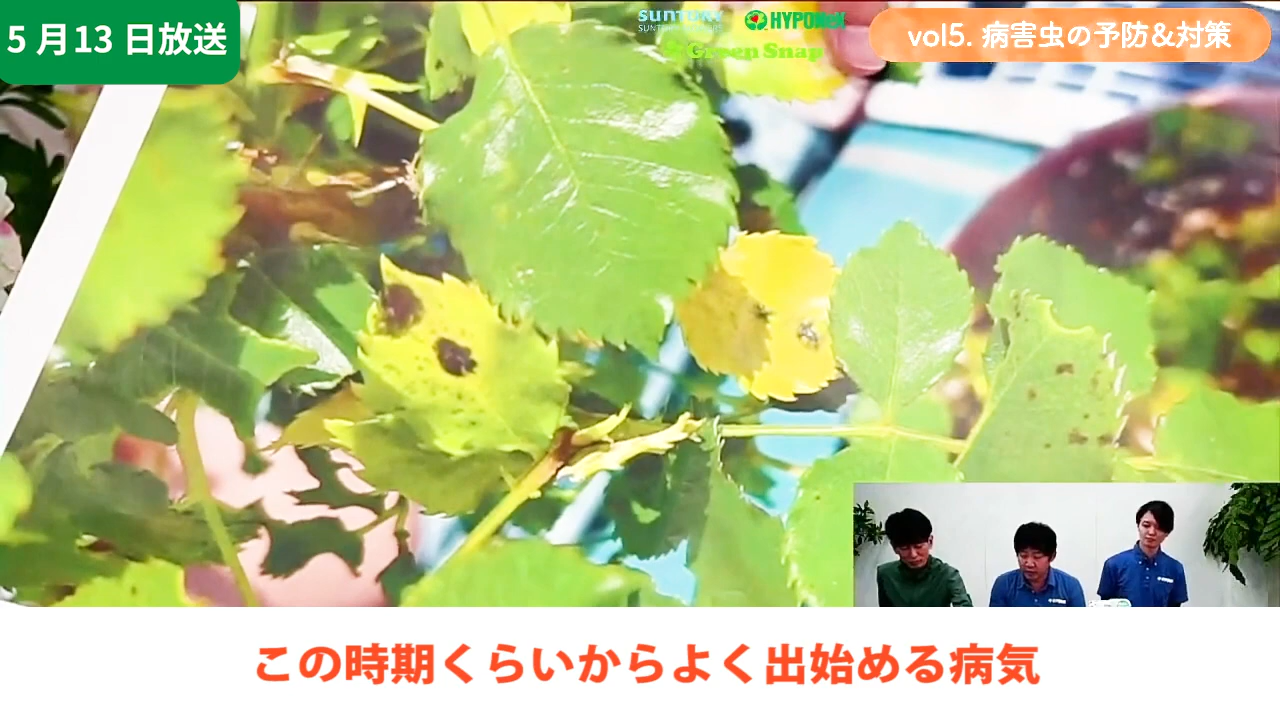 5月13日放送
SUNTORY
HYPONeX
Green Snap
vol5. 病害虫の予防&対策
この時期くらいからよく出始める病気